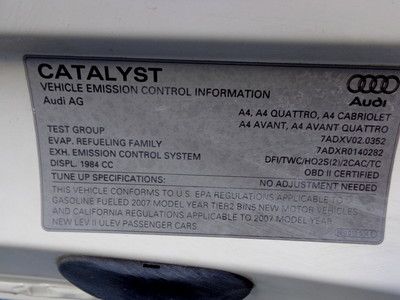 CATALYST
VEHICLE EMISSION CONTROL INFORMATION
Audi AG
Audi
A4, A4 QUATTRO, A4 CABRIOLET
A4 AVANT, A4 AVANT QUATTRO
TEST GROUP 7ADXV02.0352
EVAP. REFUELING FAMILY 7ADXR0140282
EXH. EMISSION CONTROL SYSTEM DFI/TWC/HO2S(2)/2CAC/TC
DISPL. 1984 CC OBD II CERTIFIED
TUNE UP SPECIFICATIONS: NO ADJUSTMENT NEEDED
THIS VEHICLE CONFORMS TO U.S. EPA REGULATIONS APPLICABLE TO
GASOLINE FUELED 2007 MODEL YEAR TIER2 BIN5 NEW MOTOR VEHICLES
AND CALIFORNIA REGULATIONS APPLICABLE TO 2007 MODEL YEAR
NEW LEV II ULEV PASSENGER CARS.